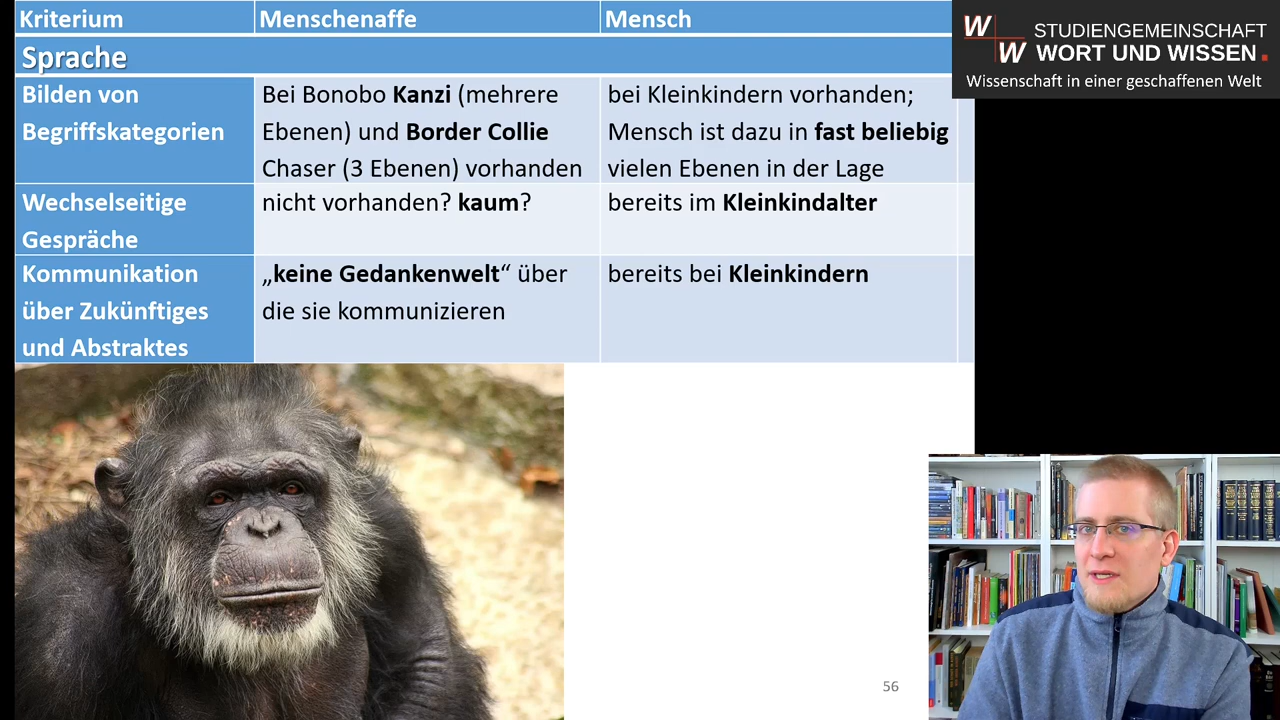 Kriterium Menschenaffe Mensch
Sprache
Bilden von
Begriffskategorien
Bei Bonobo Kanzi (mehrere
Ebenen) und Border Collie
Chaser (3 Ebenen) vorhanden
bei Kleinkindern vorhanden;
Mensch ist dazu in fast beliebig
vielen Ebenen in der Lage
Wechselseitige
Gespräche
nicht vorhanden? kaum?
bereits im Kleinkindalter
Kommunikation
über Zukünftiges
und Abstraktes
„keine Gedankenwelt“ über
die sie kommunizieren
bereits bei Kleinkindern
W
W
STUDIENGEMEINSCHAFT
WORT UND WISSEN.
Wissenschaft in einer geschaffenen Welt
56